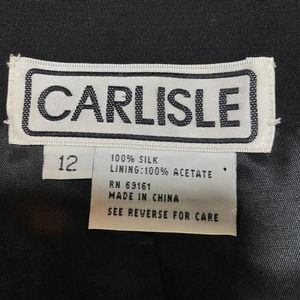 CARLISLE
12
100% SILK
LINING:100% ACETATE
RN 69161
MADE IN CHINA
SEE REVERSE FOR CARE